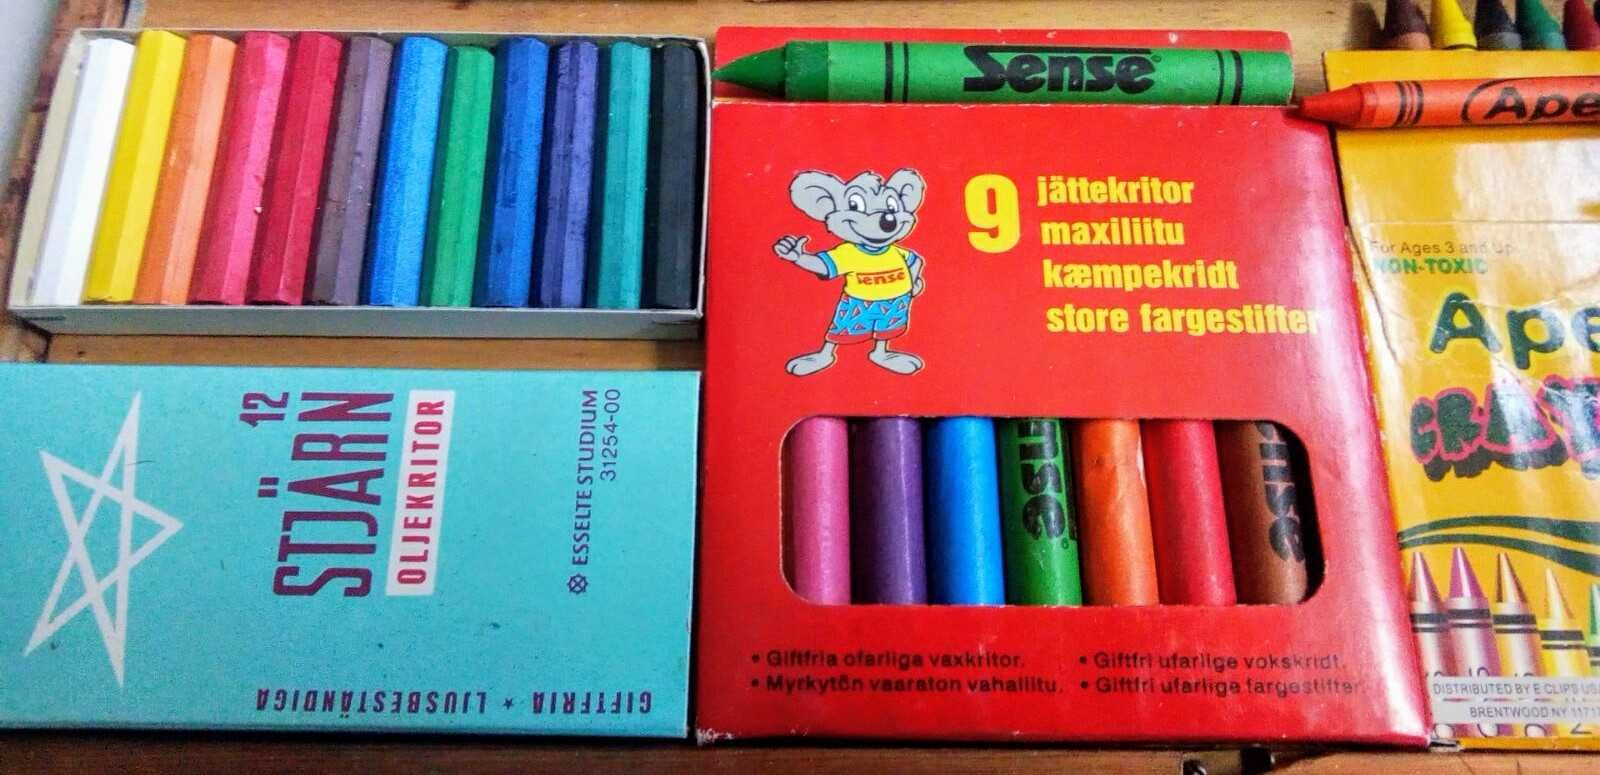 12
STJÄRN
OLJEKRITOR
ESSELTE STUDIUM
31254-00
GIFTFRIA ★ LJUSBESTÄNDIGA
Sense
9
jättekritor
maxiliitu
kæmpekridt
store fargestifter
sense
• Giftfria ofarliga vaxkritor.
• Myrkytön vaaraton vahaliitu.
• Giftfri ufarlige vokskridt.
• Giftfri ufarlige fargestifter.
For Ages 3 and Up
NON-TOXIC
DISTRIBUTED BY E CLIPS USA
BRENTWOOD NY 11717